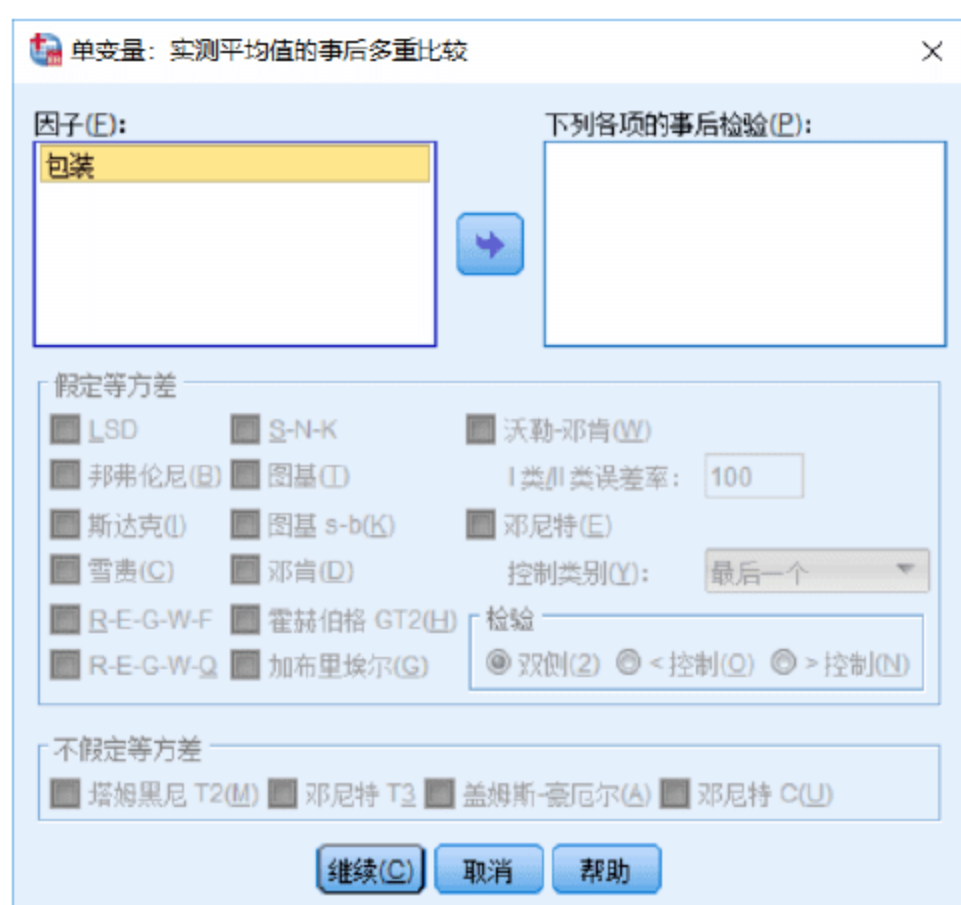 单变量：实测平均值的事后多重比较
因子(F):
下列各项的事后检验(P):
包装
假定等方差
LSD S-N-K 沃勒-邓肯(W)
邦弗伦尼(B) 图基(T) I 类/II 类误差率: 100
斯达克(I) 图基 s-b(K) 邓尼特(E)
雪费(C) 邓肯(D) 控制类别(Y): 最后一个
R-E-G-W-F 霍赫伯格 GT2(H) 检验
R-E-G-W-Q 加布里埃尔(G) 双侧(2) < 控制(O) > 控制(N)
不假定等方差
塔姆黑尼 T2(M) 邓尼特 T3 盖姆斯-豪厄尔(A) 邓尼特 C(U)
继续(C) 取消 帮助